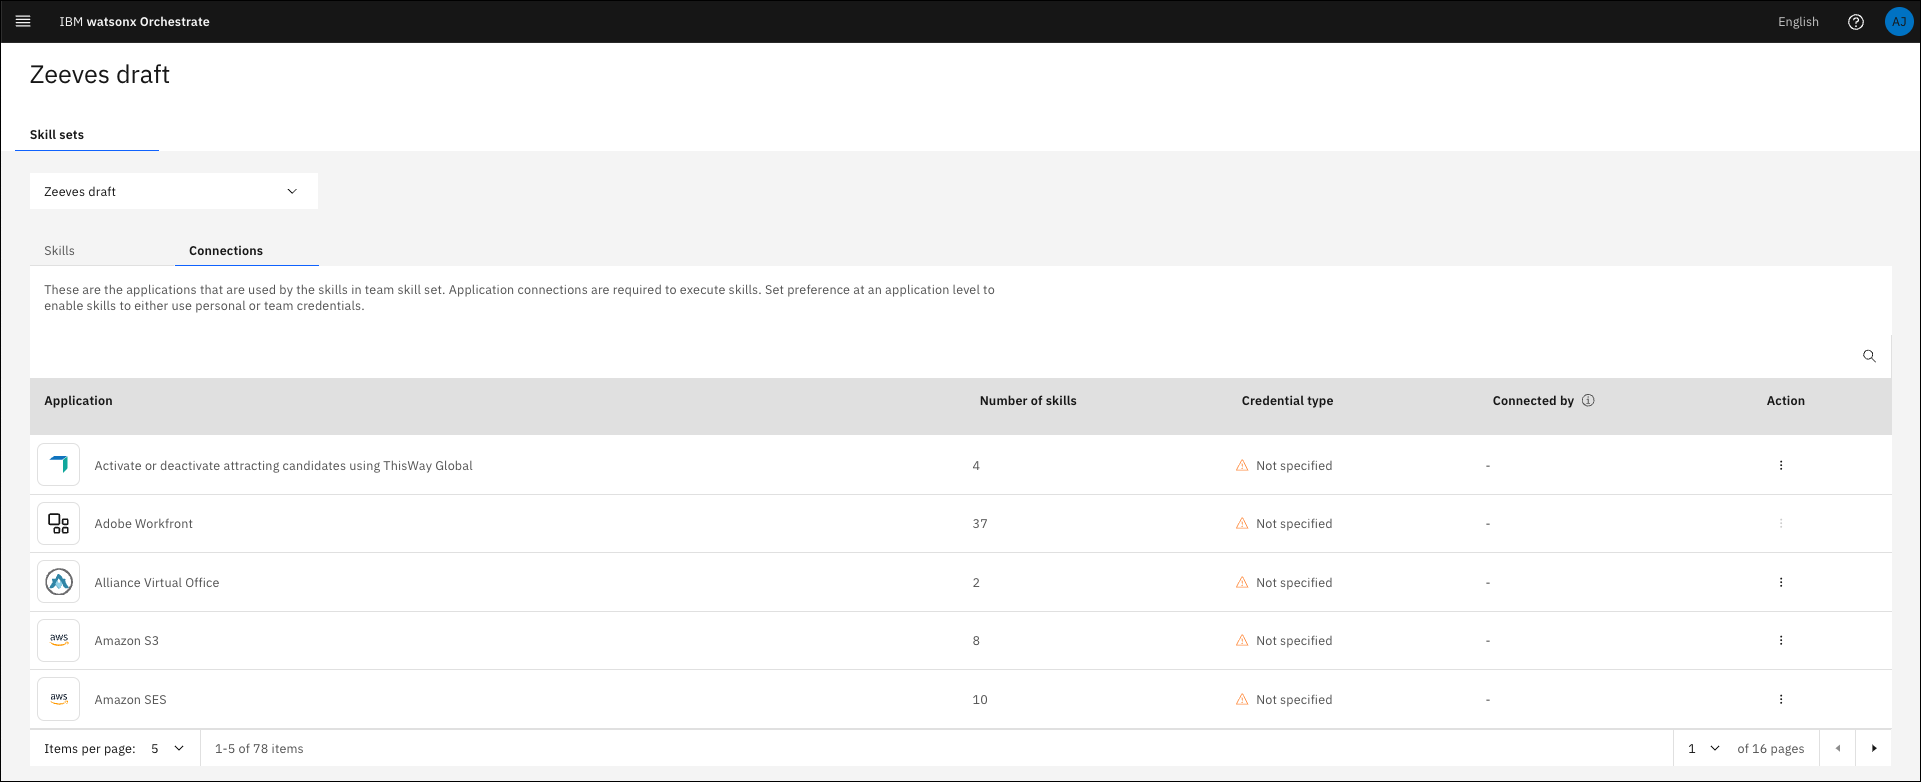 IBM watsonx Orchestrate
English
AJ
Zeeves draft
Skill sets
Zeeves draft
Skills
Connections
These are the applications that are used by the skills in team skill set. Application connections are required to execute skills. Set preference at an application level to
enable skills to either use personal or team credentials.
Application
Number of skills
Credential type
Connected by
Action
Activate or deactivate attracting candidates using ThisWay Global
4
Not specified
-
Adobe Workfront
37
Not specified
-
Alliance Virtual Office
2
Not specified
-
aws
Amazon S3
8
Not specified
-
aws
Amazon SES
10
Not specified
-
Items per page:
5
1-5 of 78 items
1
of 16 pages